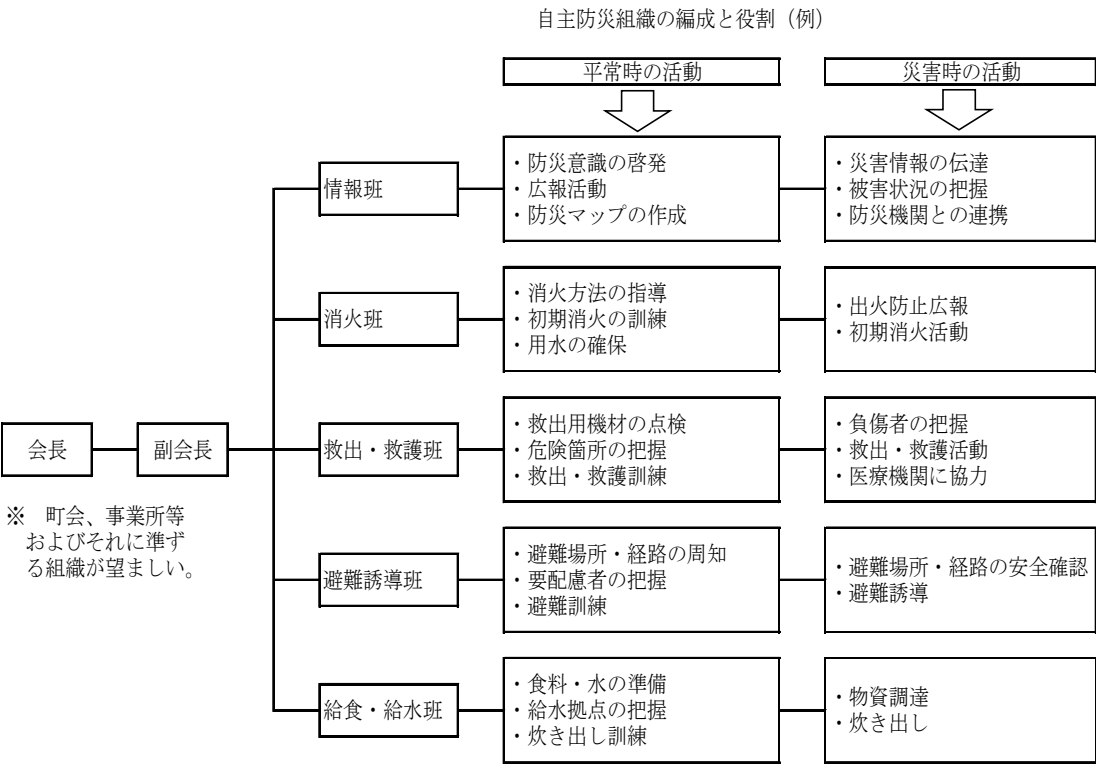 自主防災組織の編成と役割（例）
平常時の活動
災害時の活動
会長
副会長
※　町会、事業所等
およびそれに準ず
る組織が望ましい。
情報班
・防災意識の啓発
・広報活動
・防災マップの作成
・災害情報の伝達
・被害状況の把握
・防災機関との連携
消火班
・消火方法の指導
・初期消火の訓練
・用水の確保
・出火防止広報
・初期消火活動
救出・救護班
・救出用機材の点検
・危険箇所の把握
・救出・救護訓練
・負傷者の把握
・救出・救護活動
・医療機関に協力
避難誘導班
・避難場所・経路の周知
・要配慮者の把握
・避難訓練
・避難場所・経路の安全確認
・避難誘導
給食・給水班
・食料・水の準備
・給水拠点の把握
・炊き出し訓練
・物資調達
・炊き出し